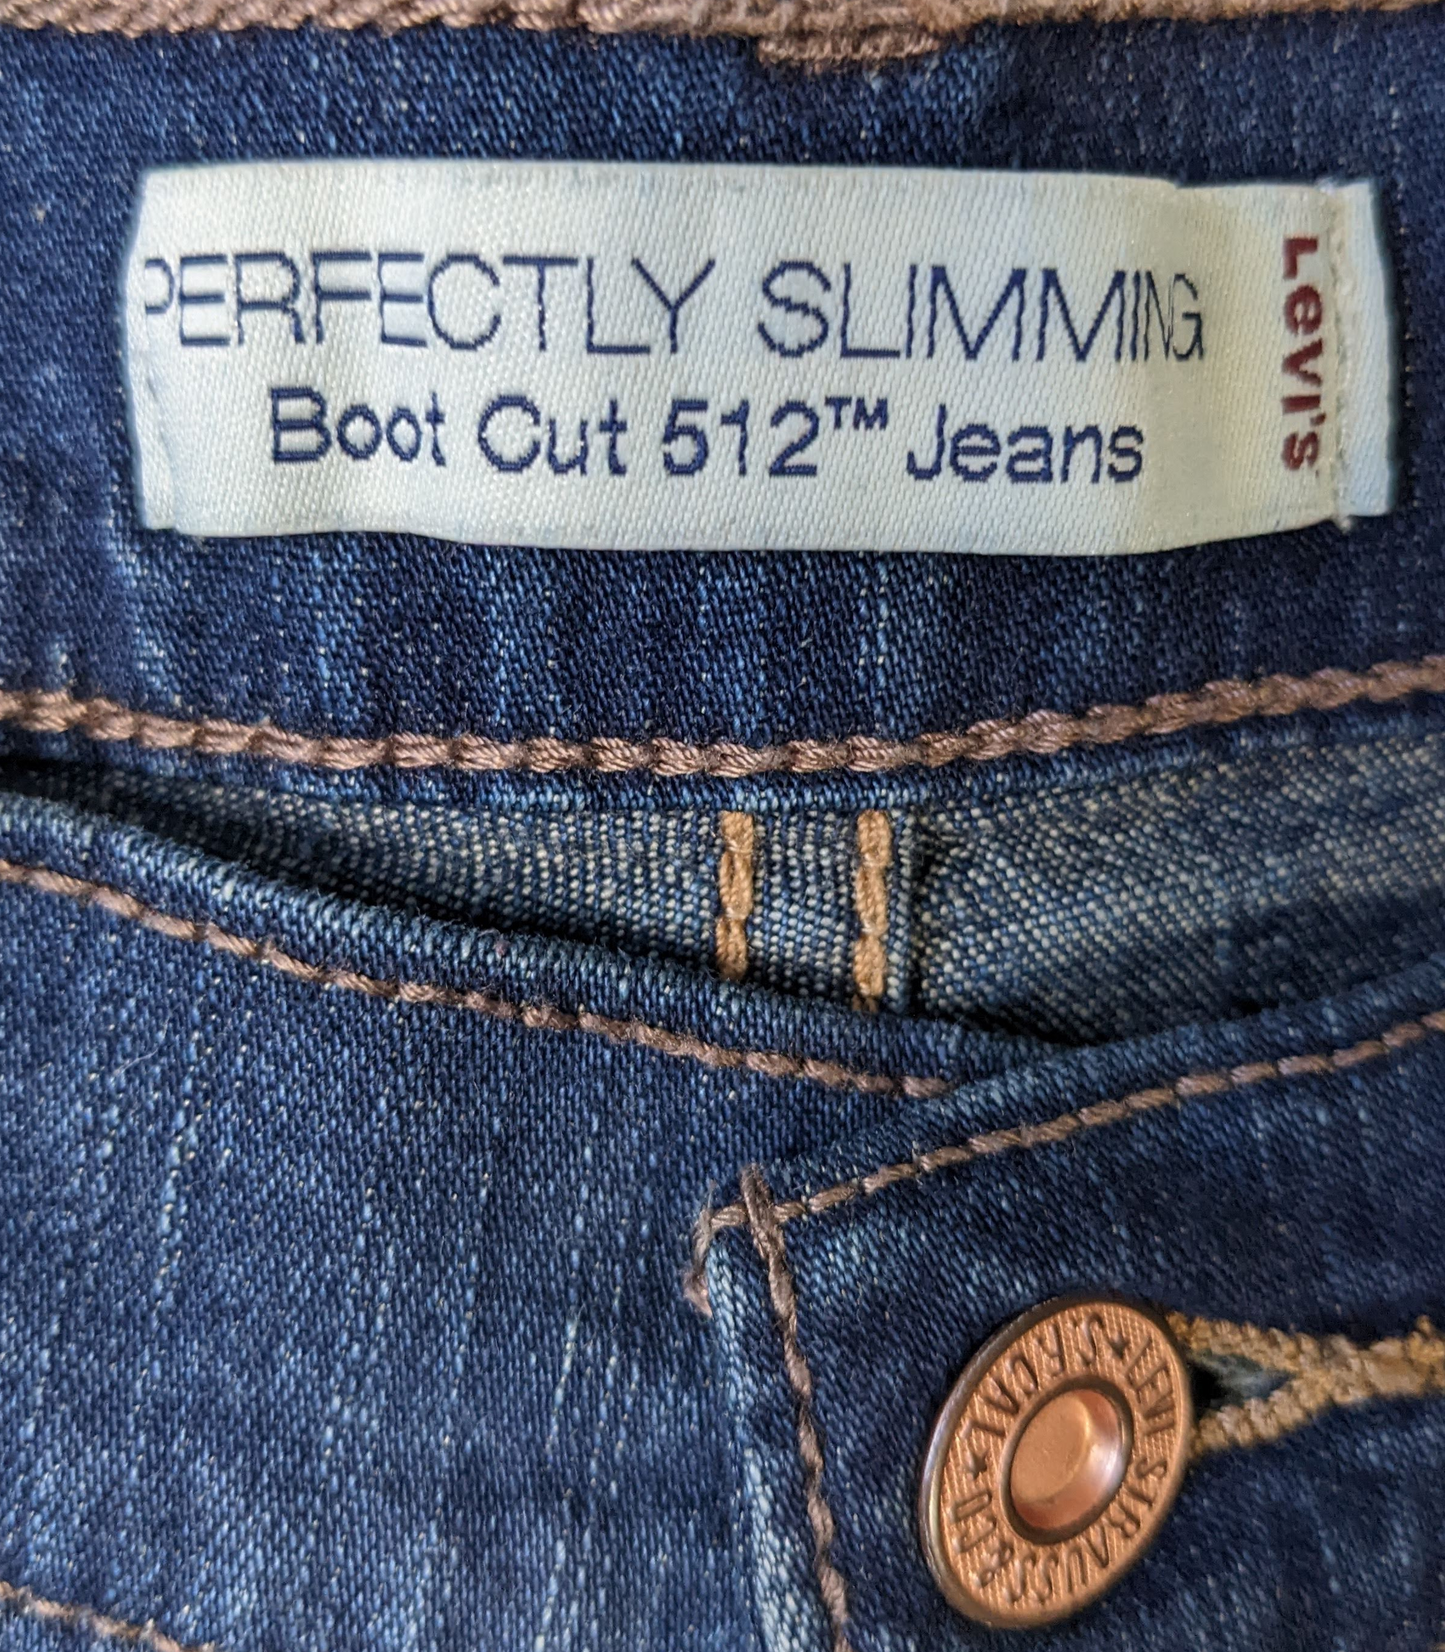 PERFECTLY SLIMMING
Boot Cut 512™ Jeans
Levi's
LEVI STRAUSS & CO ★ S.F. CAL ★